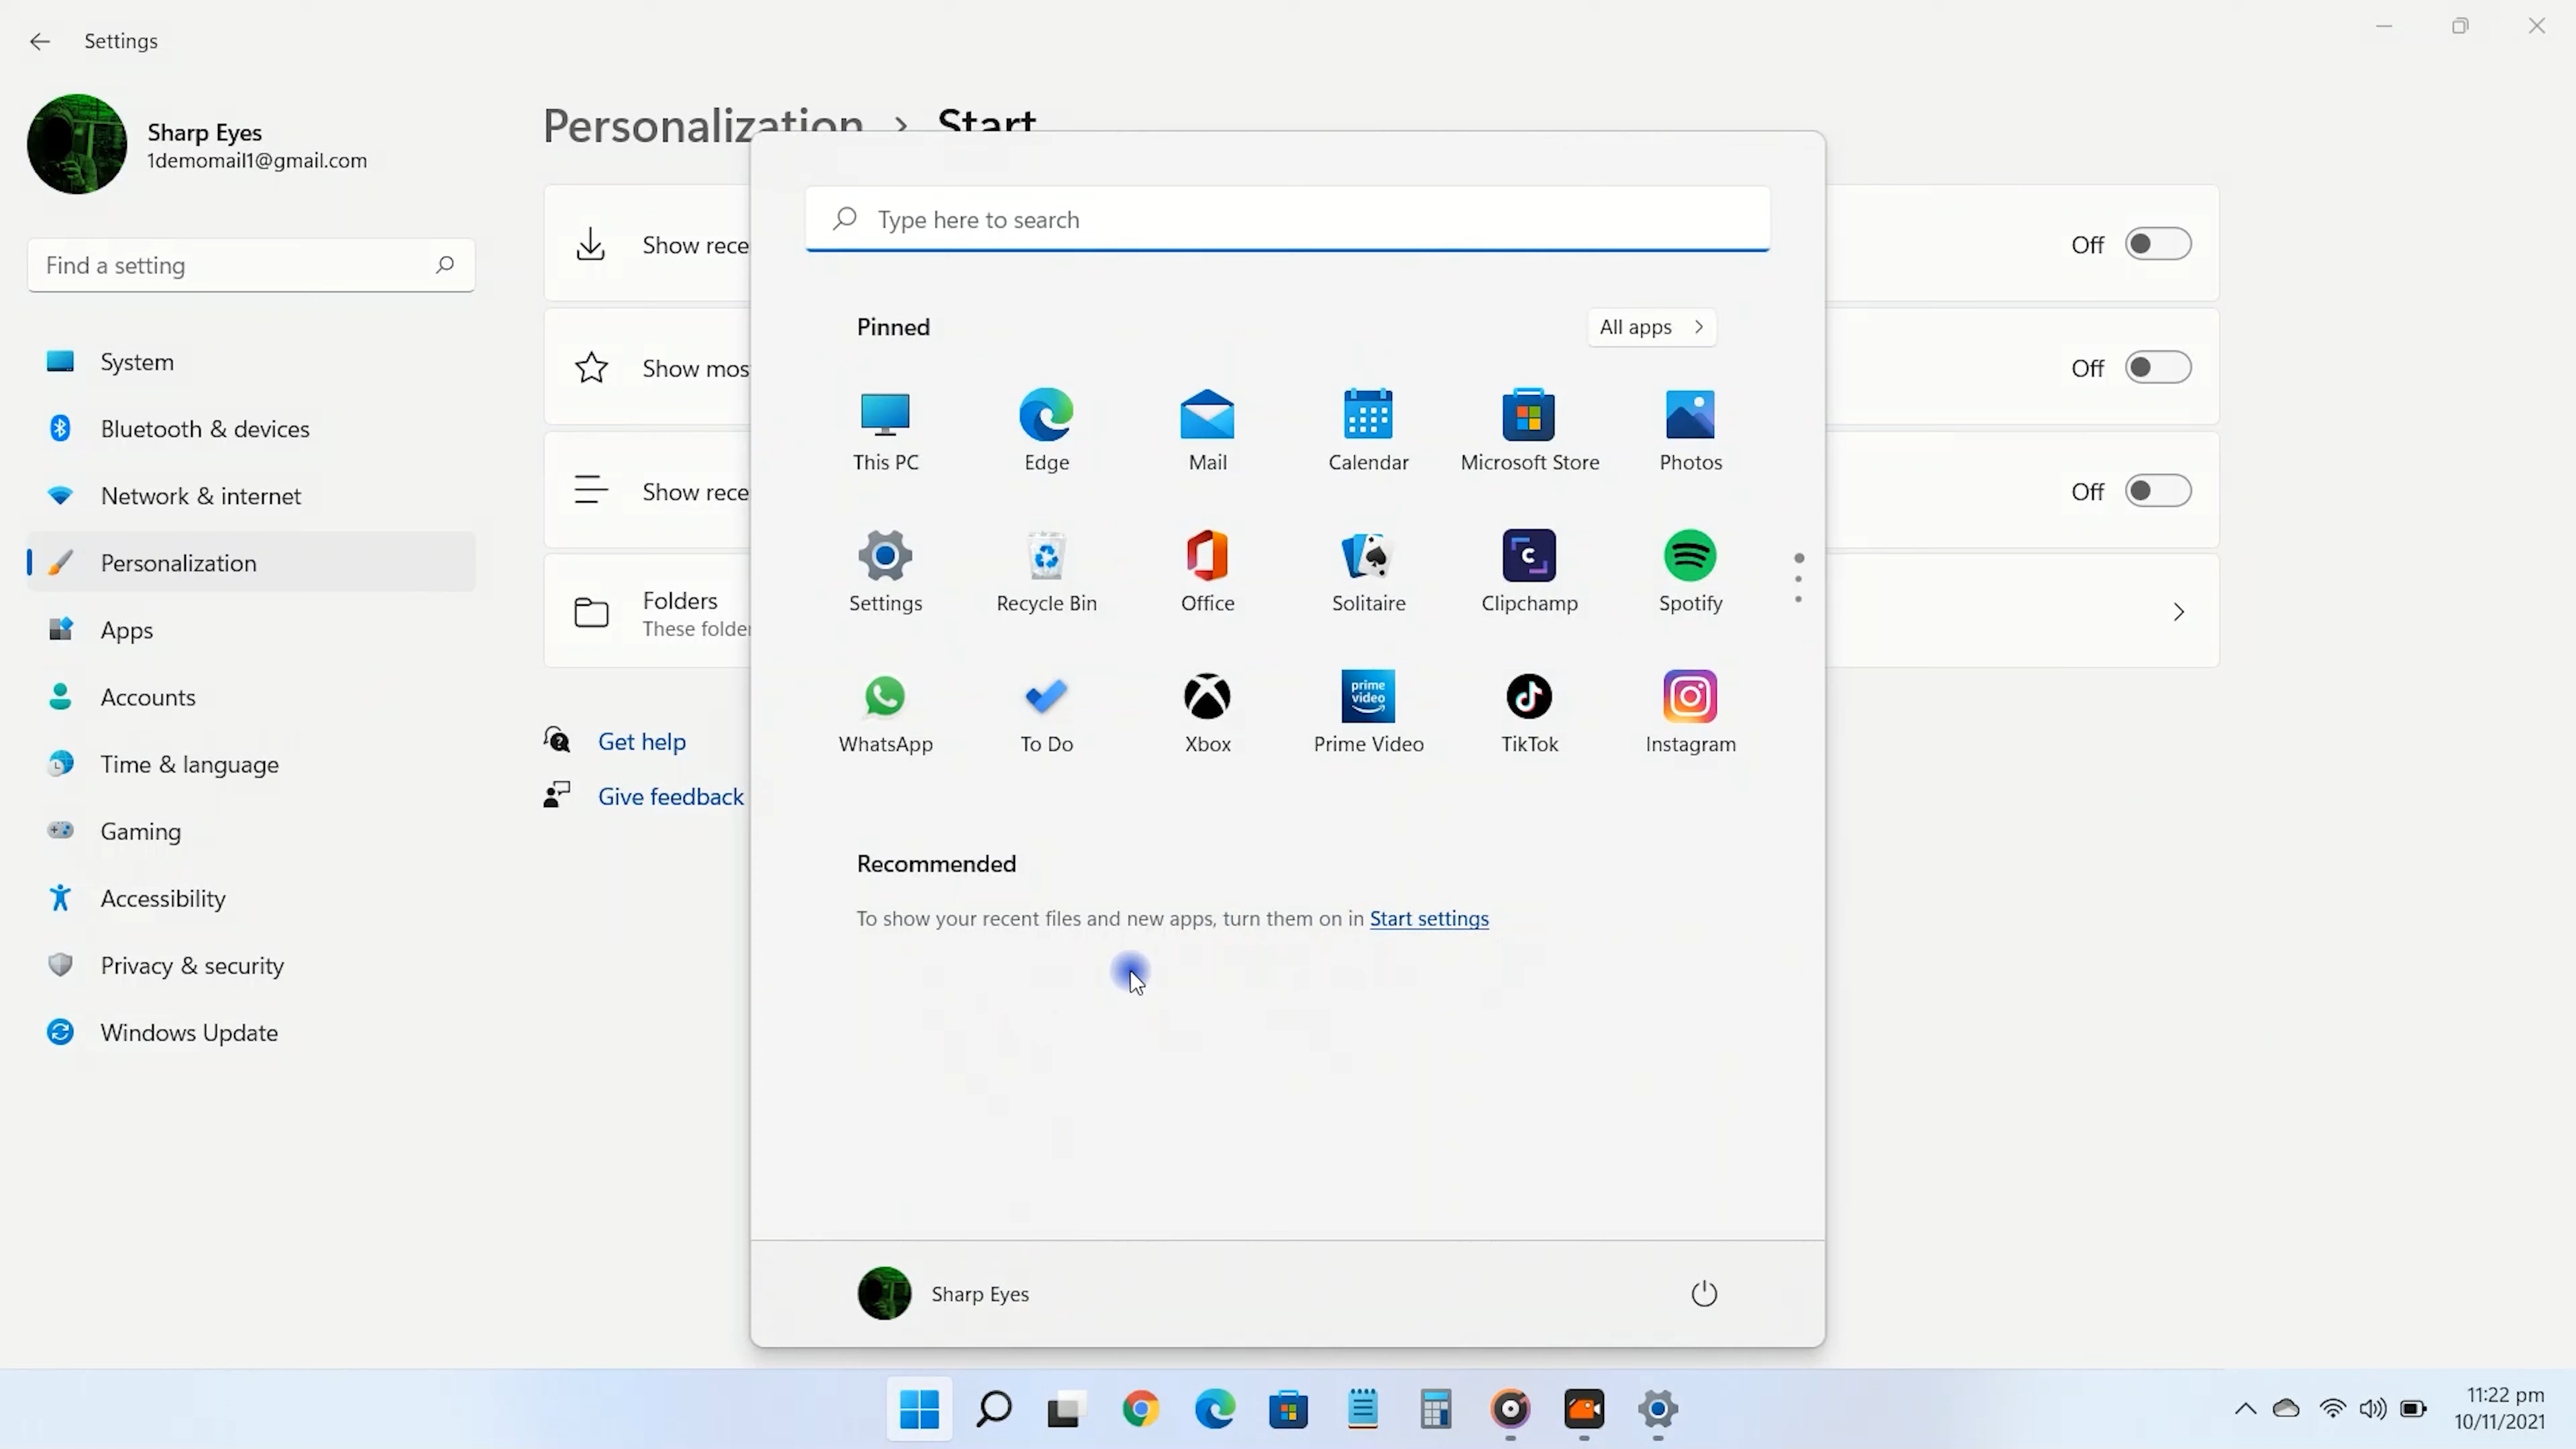 Settings
Sharp Eyes
1demomail1@gmail.com
Find a setting
System
Bluetooth & devices
Network & internet
Personalization
Apps
Accounts
Time & language
Gaming
Accessibility
Privacy & security
Windows Update
Personalization > Start
Show rece
Off
Show mos
Off
Show rece
Off
Folders
These folder
Get help
Give feedback
Type here to search
Pinned
All apps >
This PC Edge Mail Calendar Microsoft Store Photos
Settings Recycle Bin Office Solitaire Clipchamp Spotify
prime
video
WhatsApp To Do Xbox Prime Video TikTok Instagram
Recommended
To show your recent files and new apps, turn them on in Start settings
Sharp Eyes
11:22 pm
10/11/2021